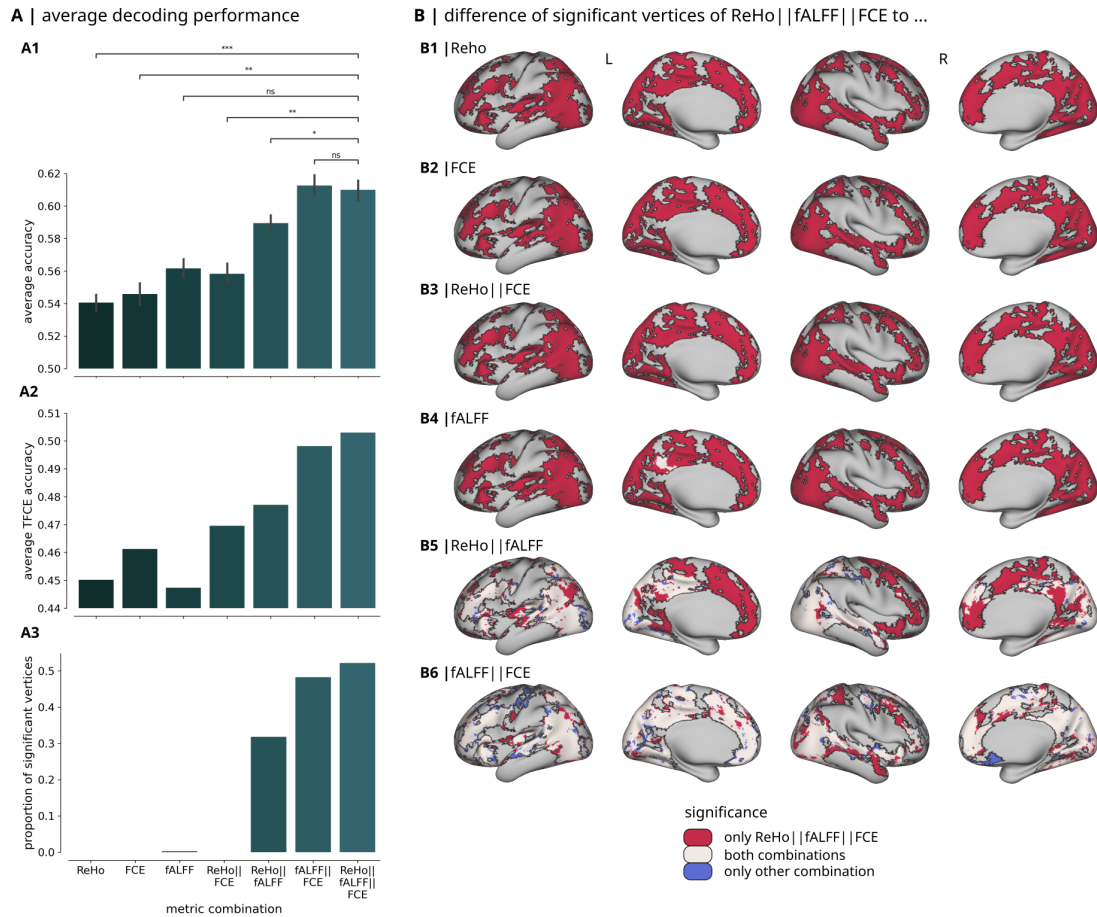 A | average decoding performance
A1
***
**
ns
**
*
ns
0.62
0.60
0.58
0.56
0.54
0.52
0.50
average accuracy
A2
0.51
0.50
0.49
0.48
0.47
0.46
0.45
0.44
average TFCE accuracy
A3
0.5
0.4
0.3
0.2
0.1
0.0
proportion of significant vertices
ReHo
FCE
fALFF
ReHo||
FCE
ReHo||
fALFF
fALFF||
FCE
ReHo||
fALFF||
FCE
metric combination
B | difference of significant vertices of ReHo||fALFF||FCE to ...
B1 |Reho
L
R
B2 |FCE
B3 |ReHo||FCE
B4 |fALFF
B5 |ReHo||fALFF
B6 |fALFF||FCE
significance
only ReHo||fALFF||FCE
both combinations
only other combination